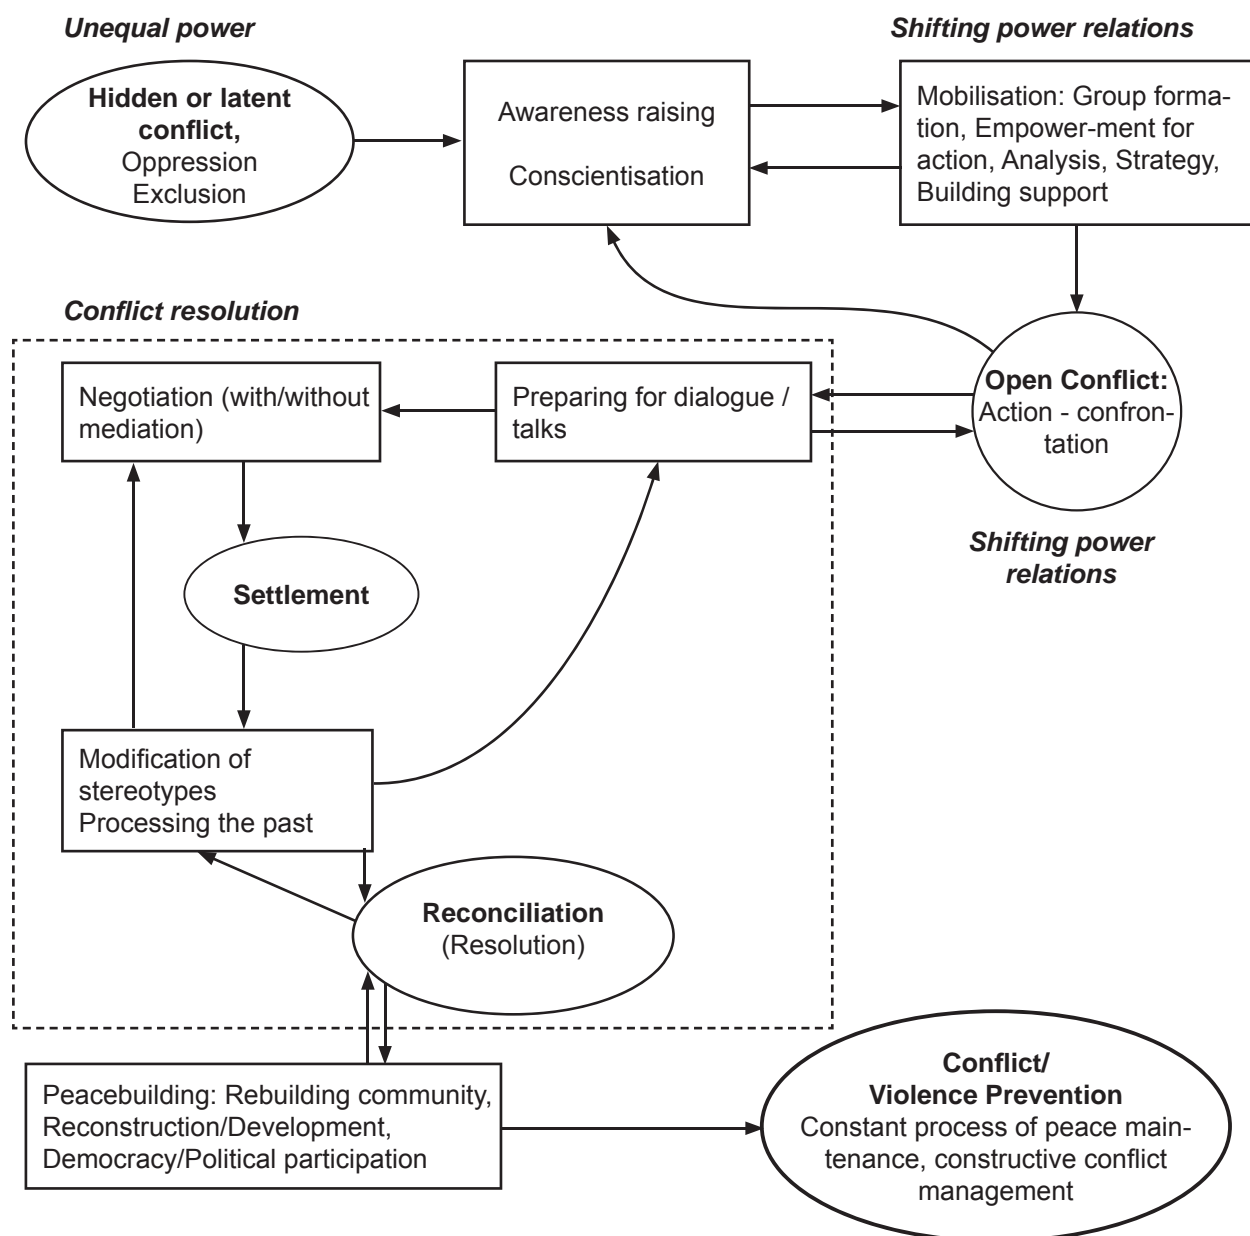 Unequal power
Shifting power relations
Hidden or latent
conflict,
Oppression
Exclusion
Awareness raising
Conscientisation
Mobilisation: Group forma-
tion, Empower-ment for
action, Analysis, Strategy,
Building support
Conflict resolution
Negotiation (with/without
mediation)
Preparing for dialogue /
talks
Open Conflict:
Action - confron-
tation
Shifting power
relations
Settlement
Modification of
stereotypes
Processing the past
Reconciliation
(Resolution)
Peacebuilding: Rebuilding community,
Reconstruction/Development,
Democracy/Political participation
Conflict/
Violence Prevention
Constant process of peace main-
tenance, constructive conflict
management